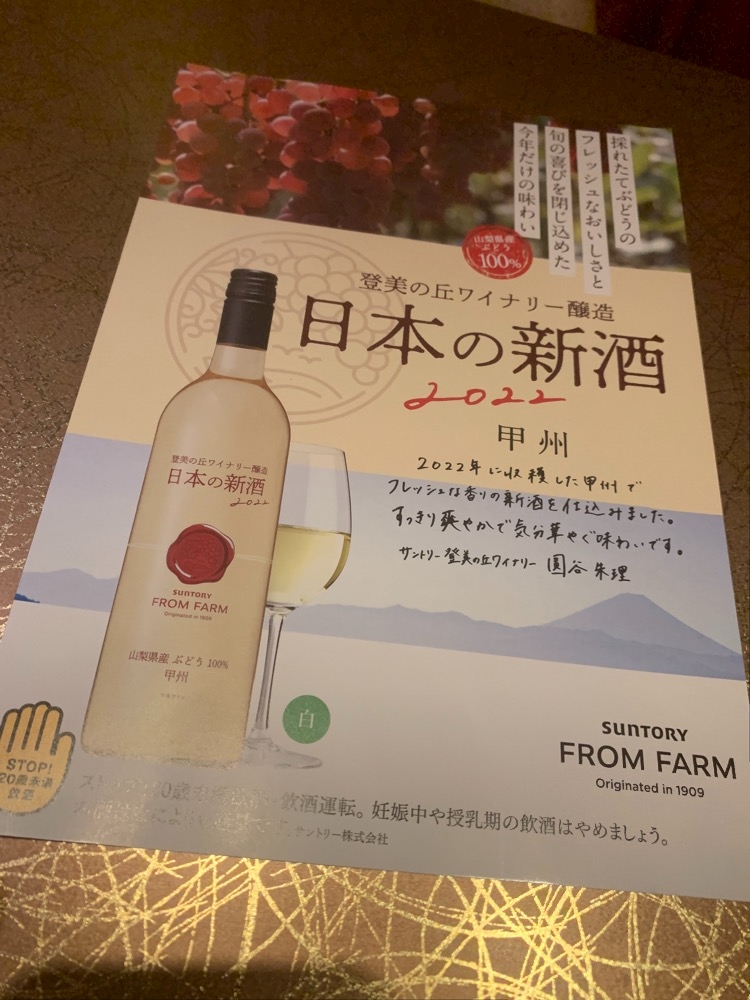 採れたてぶどうの
フレッシュなおいしさと
旬の喜びを閉じ込めた
今年だけの味わい
山梨県産
ぶどう
100%
登美の丘ワイナリー醸造
日本の新酒
2022
甲州
2022年に収穫した甲州で
フレッシュな香りの新酒を仕込みました。
すっきり爽やかで気分華やぐ味わいです。
サントリー登美の丘ワイナリー 圓谷朱理
登美の丘ワイナリー醸造
日本の新酒
2022
SUNTORY
FROM FARM
Originated in 1909
山梨県産 ぶどう 100%
甲州
白
SUNTORY
FROM FARM
Originated in 1909
STOP!
20歳未満
飲酒
飲酒運転。妊娠中や授乳期の飲酒はやめましょう。
サントリー株式会社